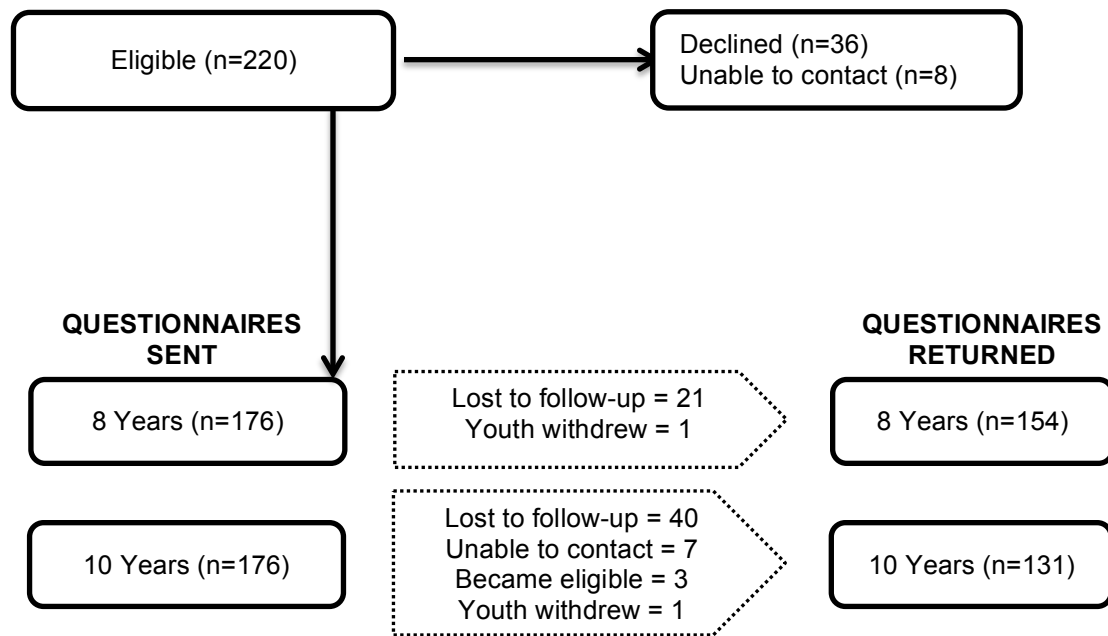 Eligible (n=220)
Declined (n=36)
Unable to contact (n=8)
QUESTIONNAIRES
SENT
QUESTIONNAIRES
RETURNED
8 Years (n=176)
Lost to follow-up = 21
Youth withdrew = 1
8 Years (n=154)
10 Years (n=176)
Lost to follow-up = 40
Unable to contact = 7
Became eligible = 3
Youth withdrew = 1
10 Years (n=131)